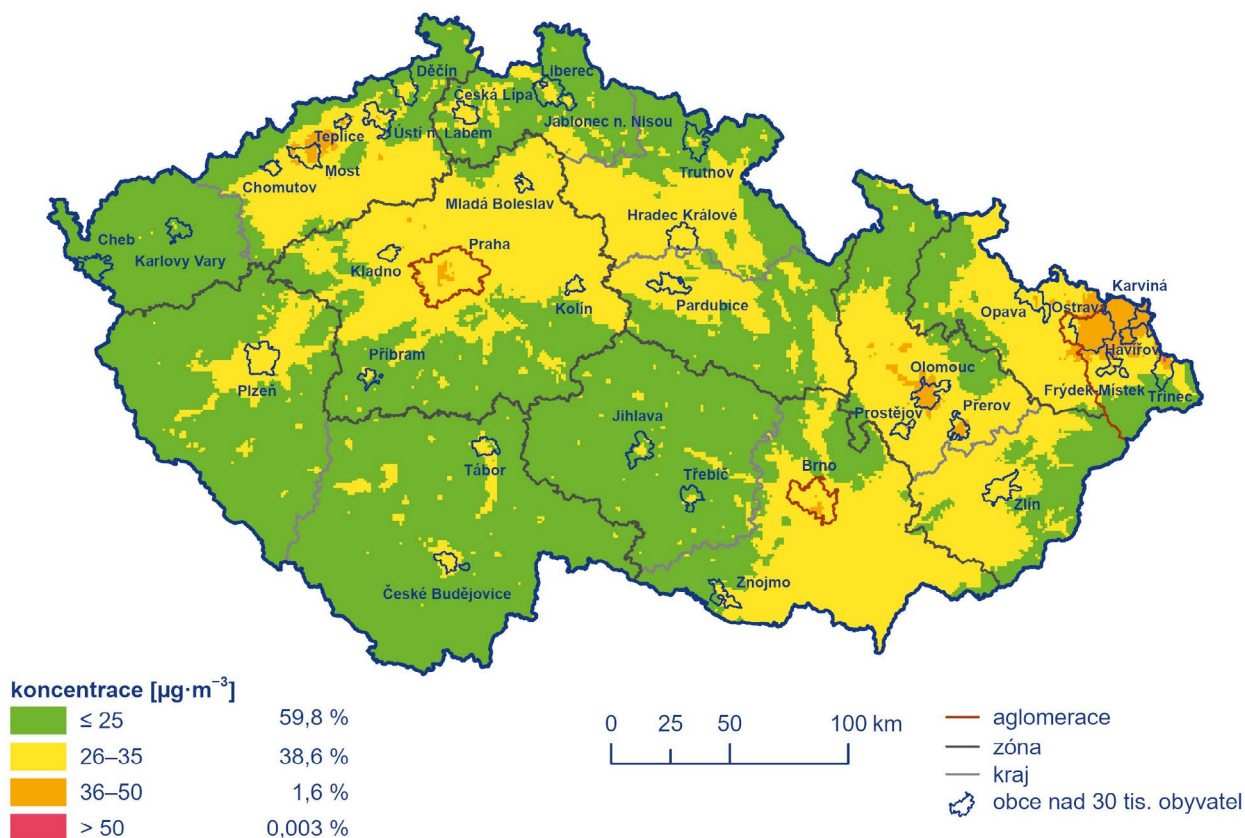 Děčín
Liberec
Česká Lípa
Jablonec n. Nisou
Teplice
Ústí n. Labem
Most
Chomutov
Trutnov
Mladá Boleslav
Hradec Králové
Cheb
Karlovy Vary
Praha
Kladno
Kolín
Pardubice
Opava
Ostrava
Karviná
Havířov
Frýdek-Místek
Třinec
Příbram
Plzeň
Olomouc
Přerov
Prostějov
Jihlava
Tábor
Třebíč
Brno
Zlín
Znojmo
České Budějovice
koncentrace [µg·m⁻³]
≤ 25 59,8 %
26–35 38,6 %
36–50 1,6 %
> 50 0,003 %
0 25 50 100 km
aglomerace
zóna
kraj
obce nad 30 tis. obyvatel